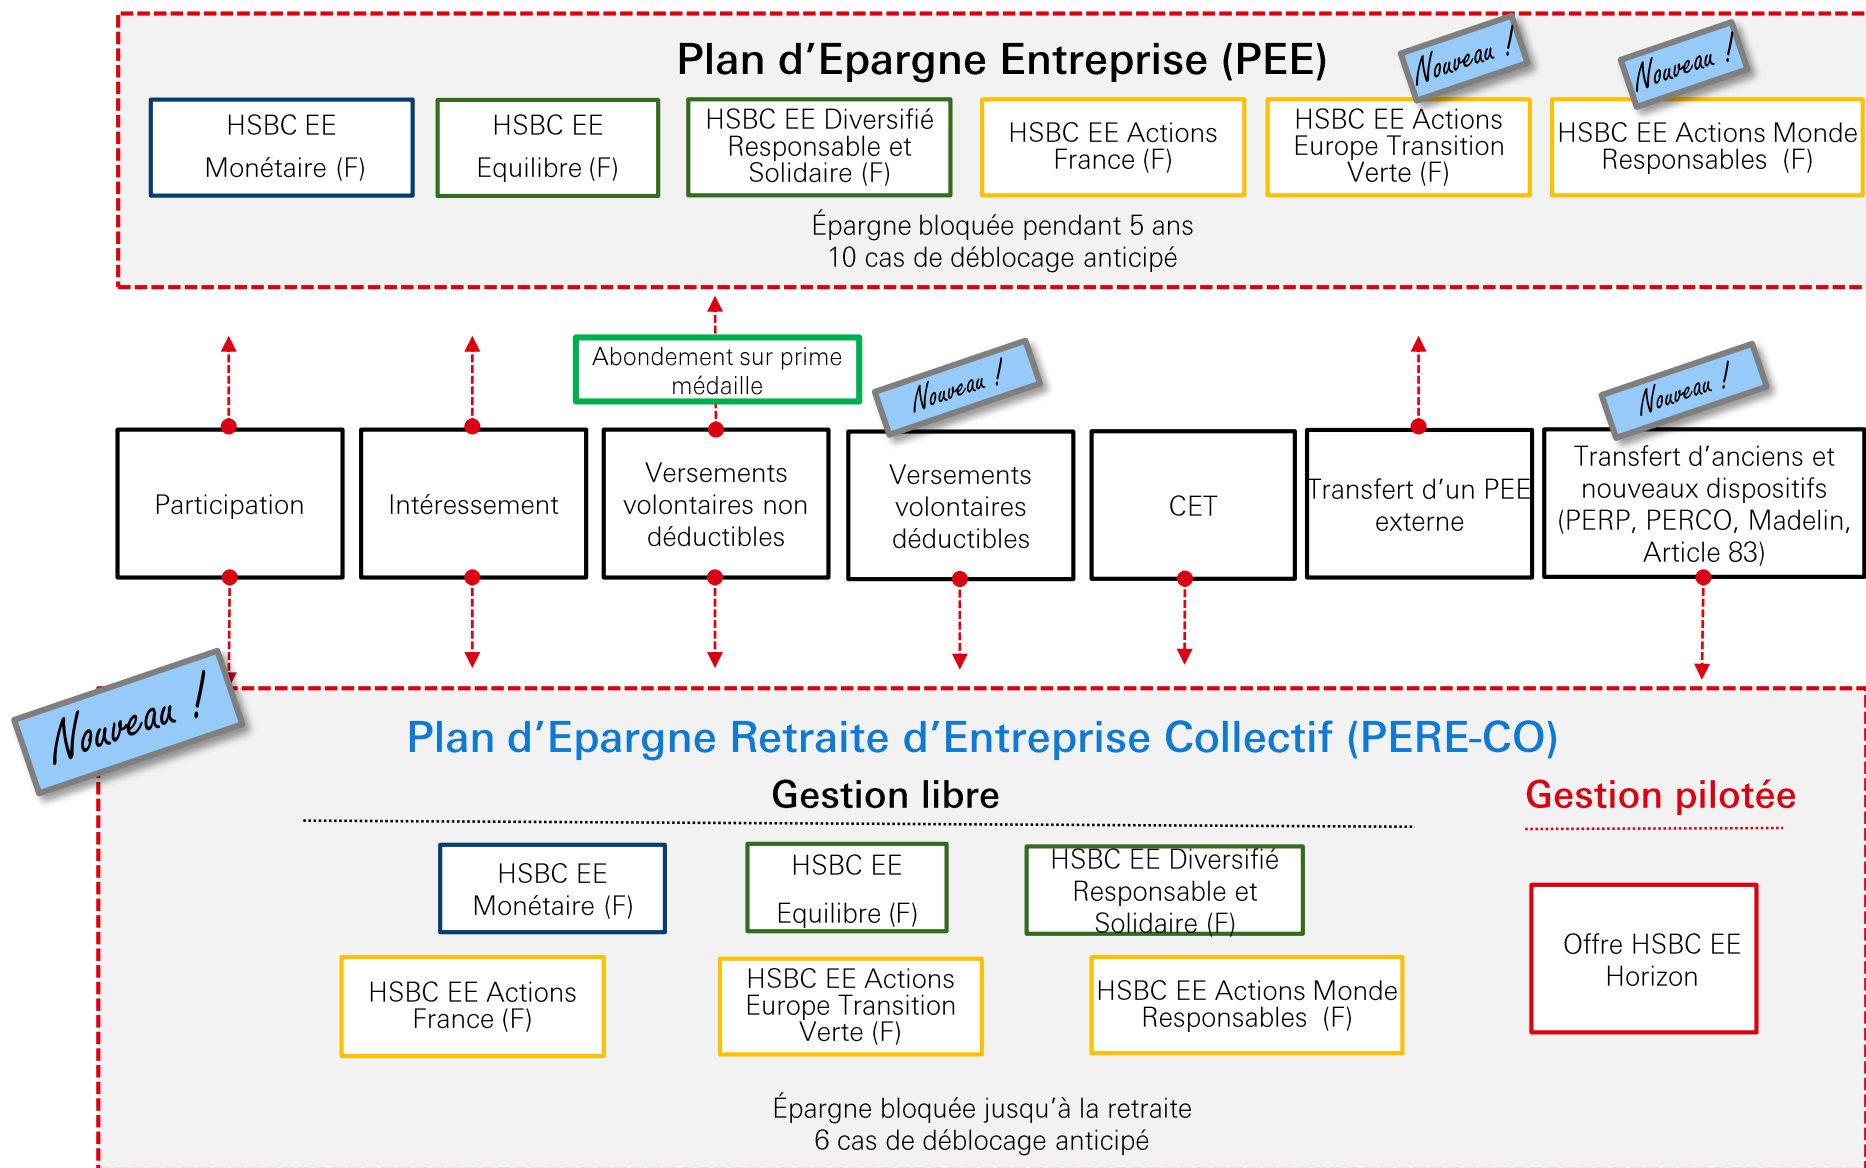 Plan d'Epargne Entreprise (PEE)
Nouveau !
Nouveau !
HSBC EE
Monétaire (F)
HSBC EE
Equilibre (F)
HSBC EE Diversifié
Responsable et
Solidaire (F)
HSBC EE Actions
France (F)
HSBC EE Actions
Europe Transition
Verte (F)
HSBC EE Actions Monde
Responsables (F)
Épargne bloquée pendant 5 ans
10 cas de déblocage anticipé
Abondement sur prime
médaille
Nouveau !
Nouveau !
Participation
Intéressement
Versements
volontaires non
déductibles
Versements
volontaires
déductibles
CET
Transfert d'un PEE
externe
Transfert d'anciens et
nouveaux dispositifs
(PERP, PERCO, Madelin,
Article 83)
Nouveau !
Plan d'Epargne Retraite d'Entreprise Collectif (PERE-CO)
Gestion libre
Gestion pilotée
HSBC EE
Monétaire (F)
HSBC EE
Equilibre (F)
HSBC EE Diversifié
Responsable et
Solidaire (F)
HSBC EE Actions
France (F)
HSBC EE Actions
Europe Transition
Verte (F)
HSBC EE Actions Monde
Responsables (F)
Offre HSBC EE
Horizon
Épargne bloquée jusqu'à la retraite
6 cas de déblocage anticipé